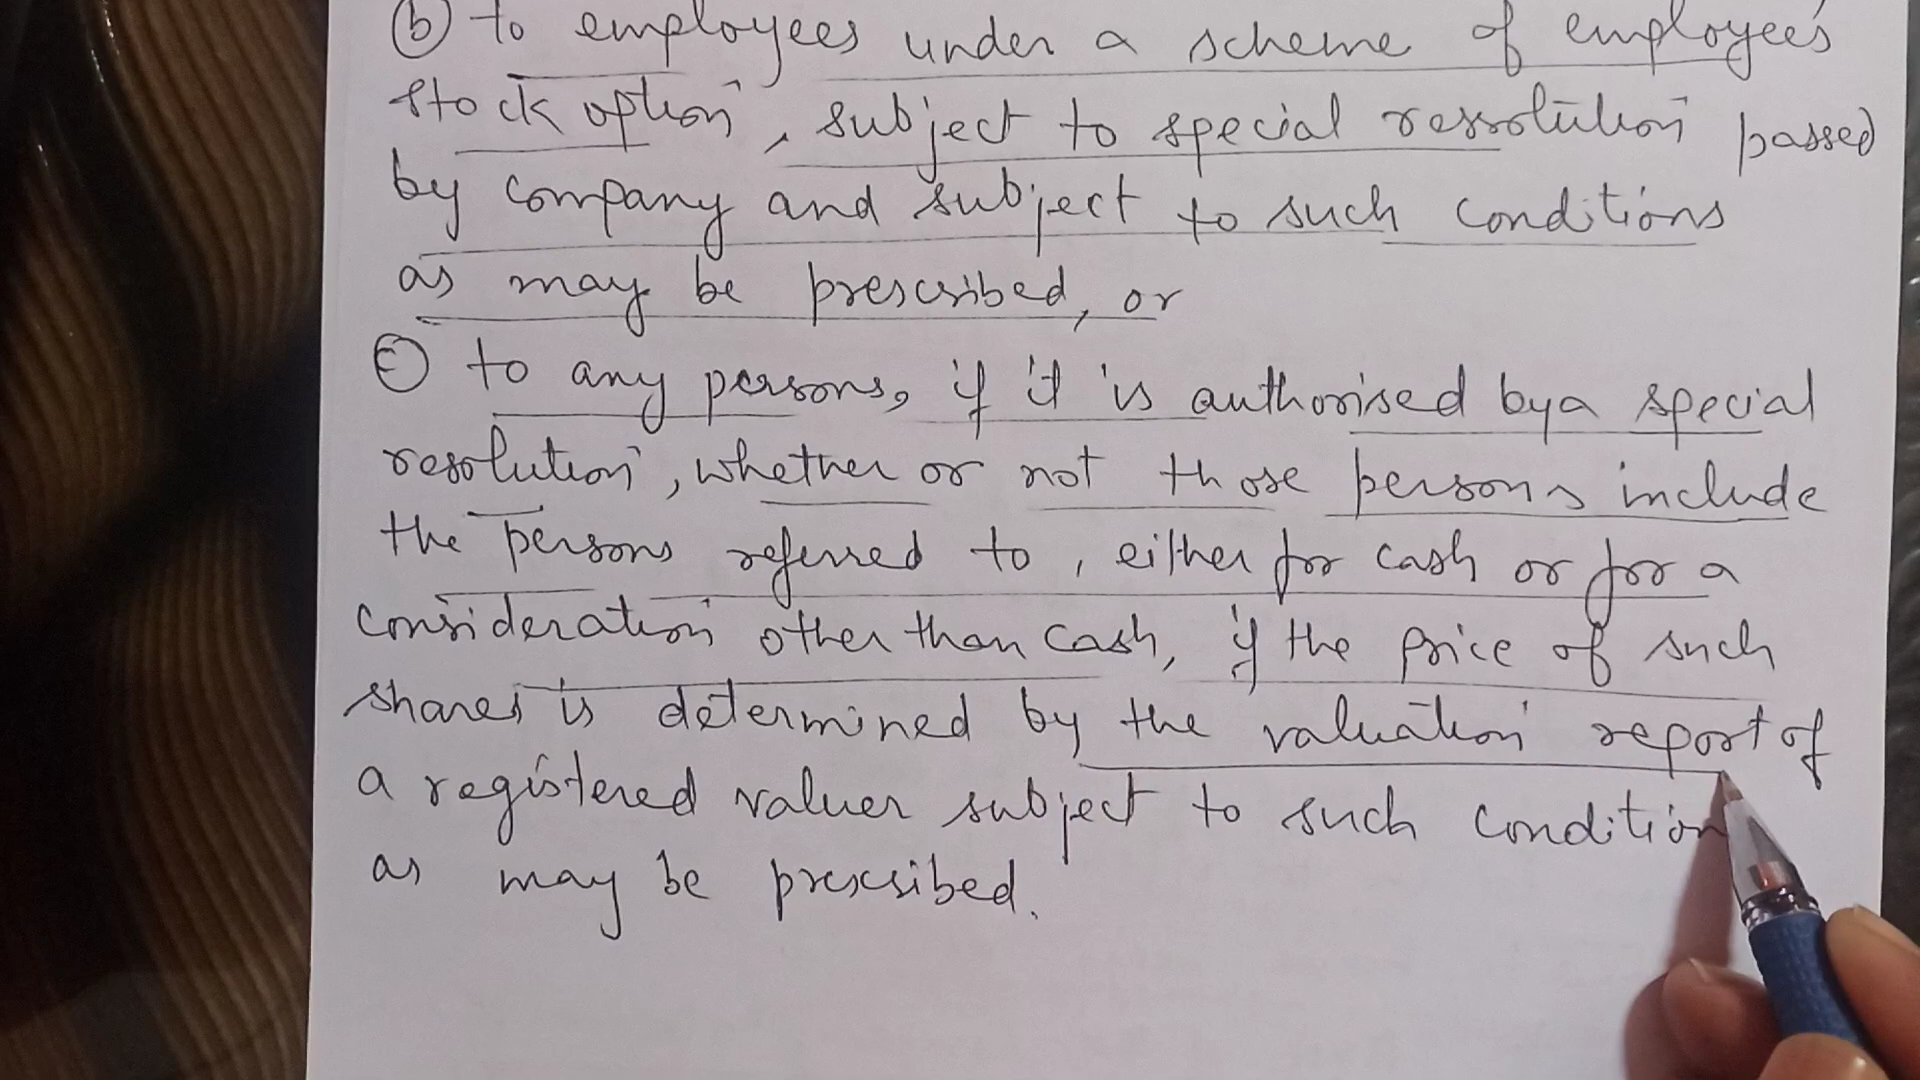 (b) to employees under a scheme of employees'
stock option, subject to special resolution passed
by company and subject to such conditions
as may be prescribed, or
(c) to any persons, if it is authorised by a special
resolution, whether or not those persons include
the persons referred to, either for cash or for a
consideration other than cash, if the price of such
shares is determined by the valuation report of
a registered valuer subject to such condition
as may be prescribed.